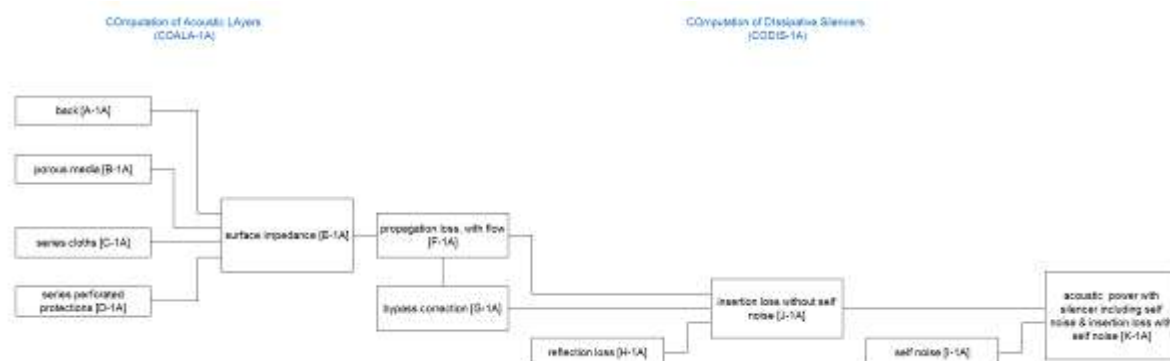 COmputation of Acoustic LAyers
(COALA-1A)
COmputation of DIssipative Silencers
(CODIS-1A)
back [A-1A]
porous media [B-1A]
series cloths [C-1A]
series perforated
protections [D-1A]
surface impedance [E-1A]
propagation loss, with flow
[F-1A]
bypass correction [G-1A]
reflection loss [H-1A]
insertion loss without self
noise [J-1A]
self noise [I-1A]
acoustic power with
silencer including self
noise & insertion loss with
self noise [K-1A]